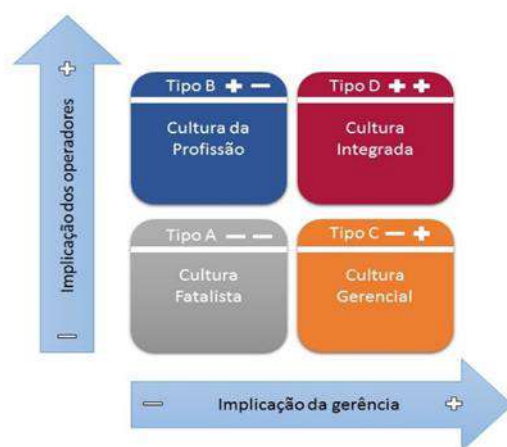 +
Implicação dos operadores
−
Tipo B + −
Cultura da
Profissão
Tipo D + +
Cultura
Integrada
Tipo A − −
Cultura
Fatalista
Tipo C − +
Cultura
Gerencial
− Implicação da gerência +